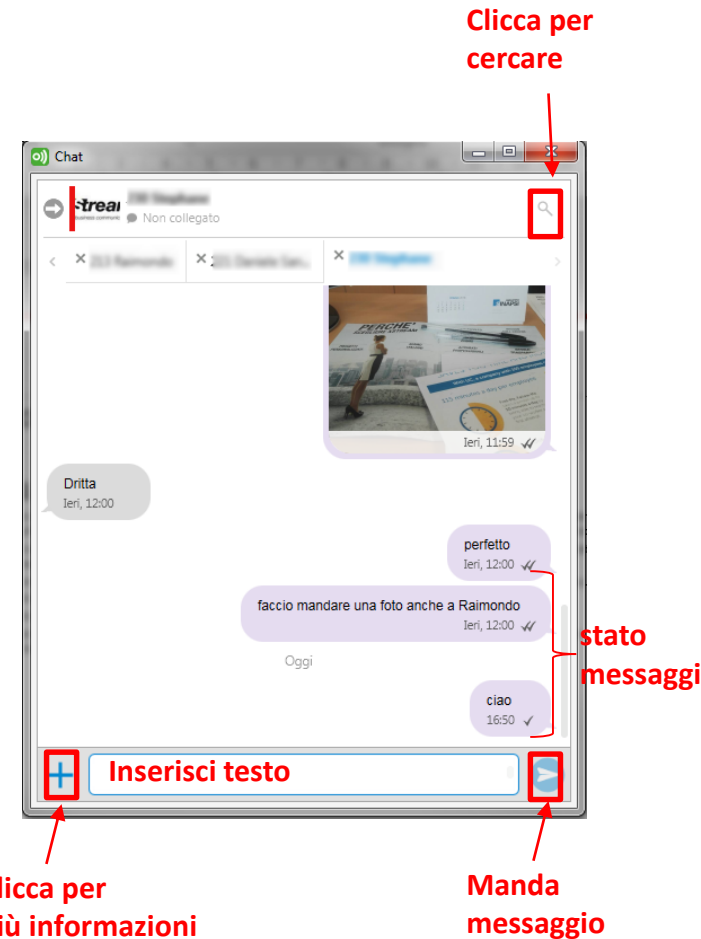 Clicca per
cercare
Chat
Non collegato
PERCHE'
Ieri, 11:59
Dritta
Ieri, 12:00
perfetto
Ieri, 12:00
faccio mandare una foto anche a Raimondo
Ieri, 12:00
stato
messaggi
Oggi
ciao
16:50
Inserisci testo
licca per
iù informazioni
Manda
messaggio